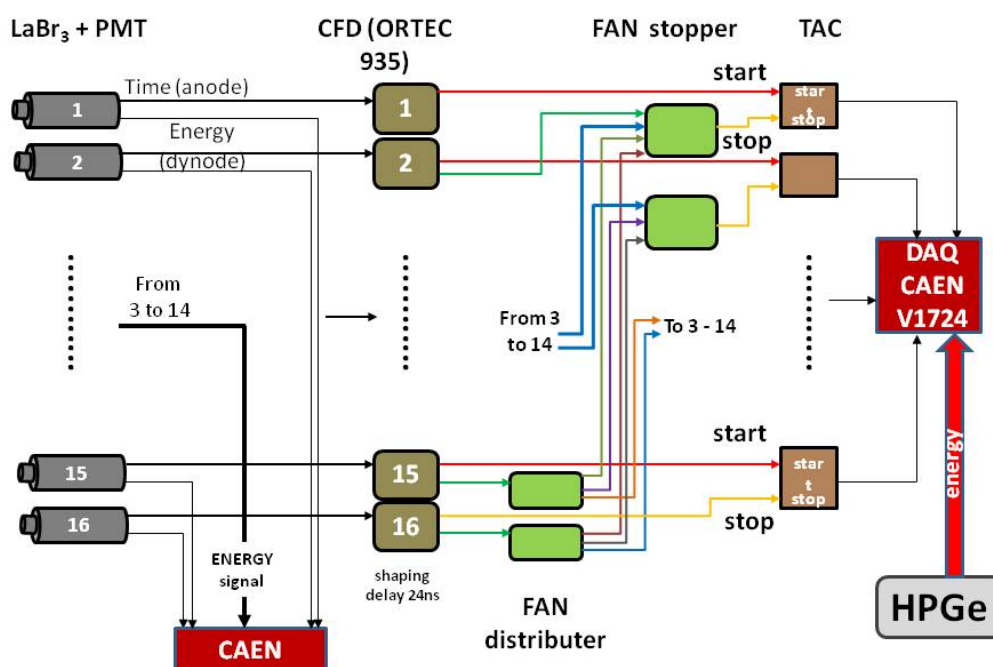 LaBr₃ + PMT
CFD (ORTEC
935)
FAN stopper
TAC
Time (anode)
1
Energy
(dynode)
2
1
2
start
stop
star
t
stop
From
3 to 14
From 3
to 14
To 3 - 14
DAQ
CAEN
V1724
energy
HPGe
15
16
15
16
start
stop
star
t
stop
ENERGY
signal
CAEN
shaping
delay 24ns
FAN
distributer